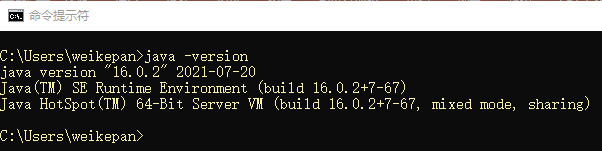 命令提示符
C:\Users\weikepan>java -version
java version "16.0.2" 2021-07-20
Java(TM) SE Runtime Environment (build 16.0.2+7-67)
Java HotSpot(TM) 64-Bit Server VM (build 16.0.2+7-67, mixed mode, sharing)
C:\Users\weikepan>